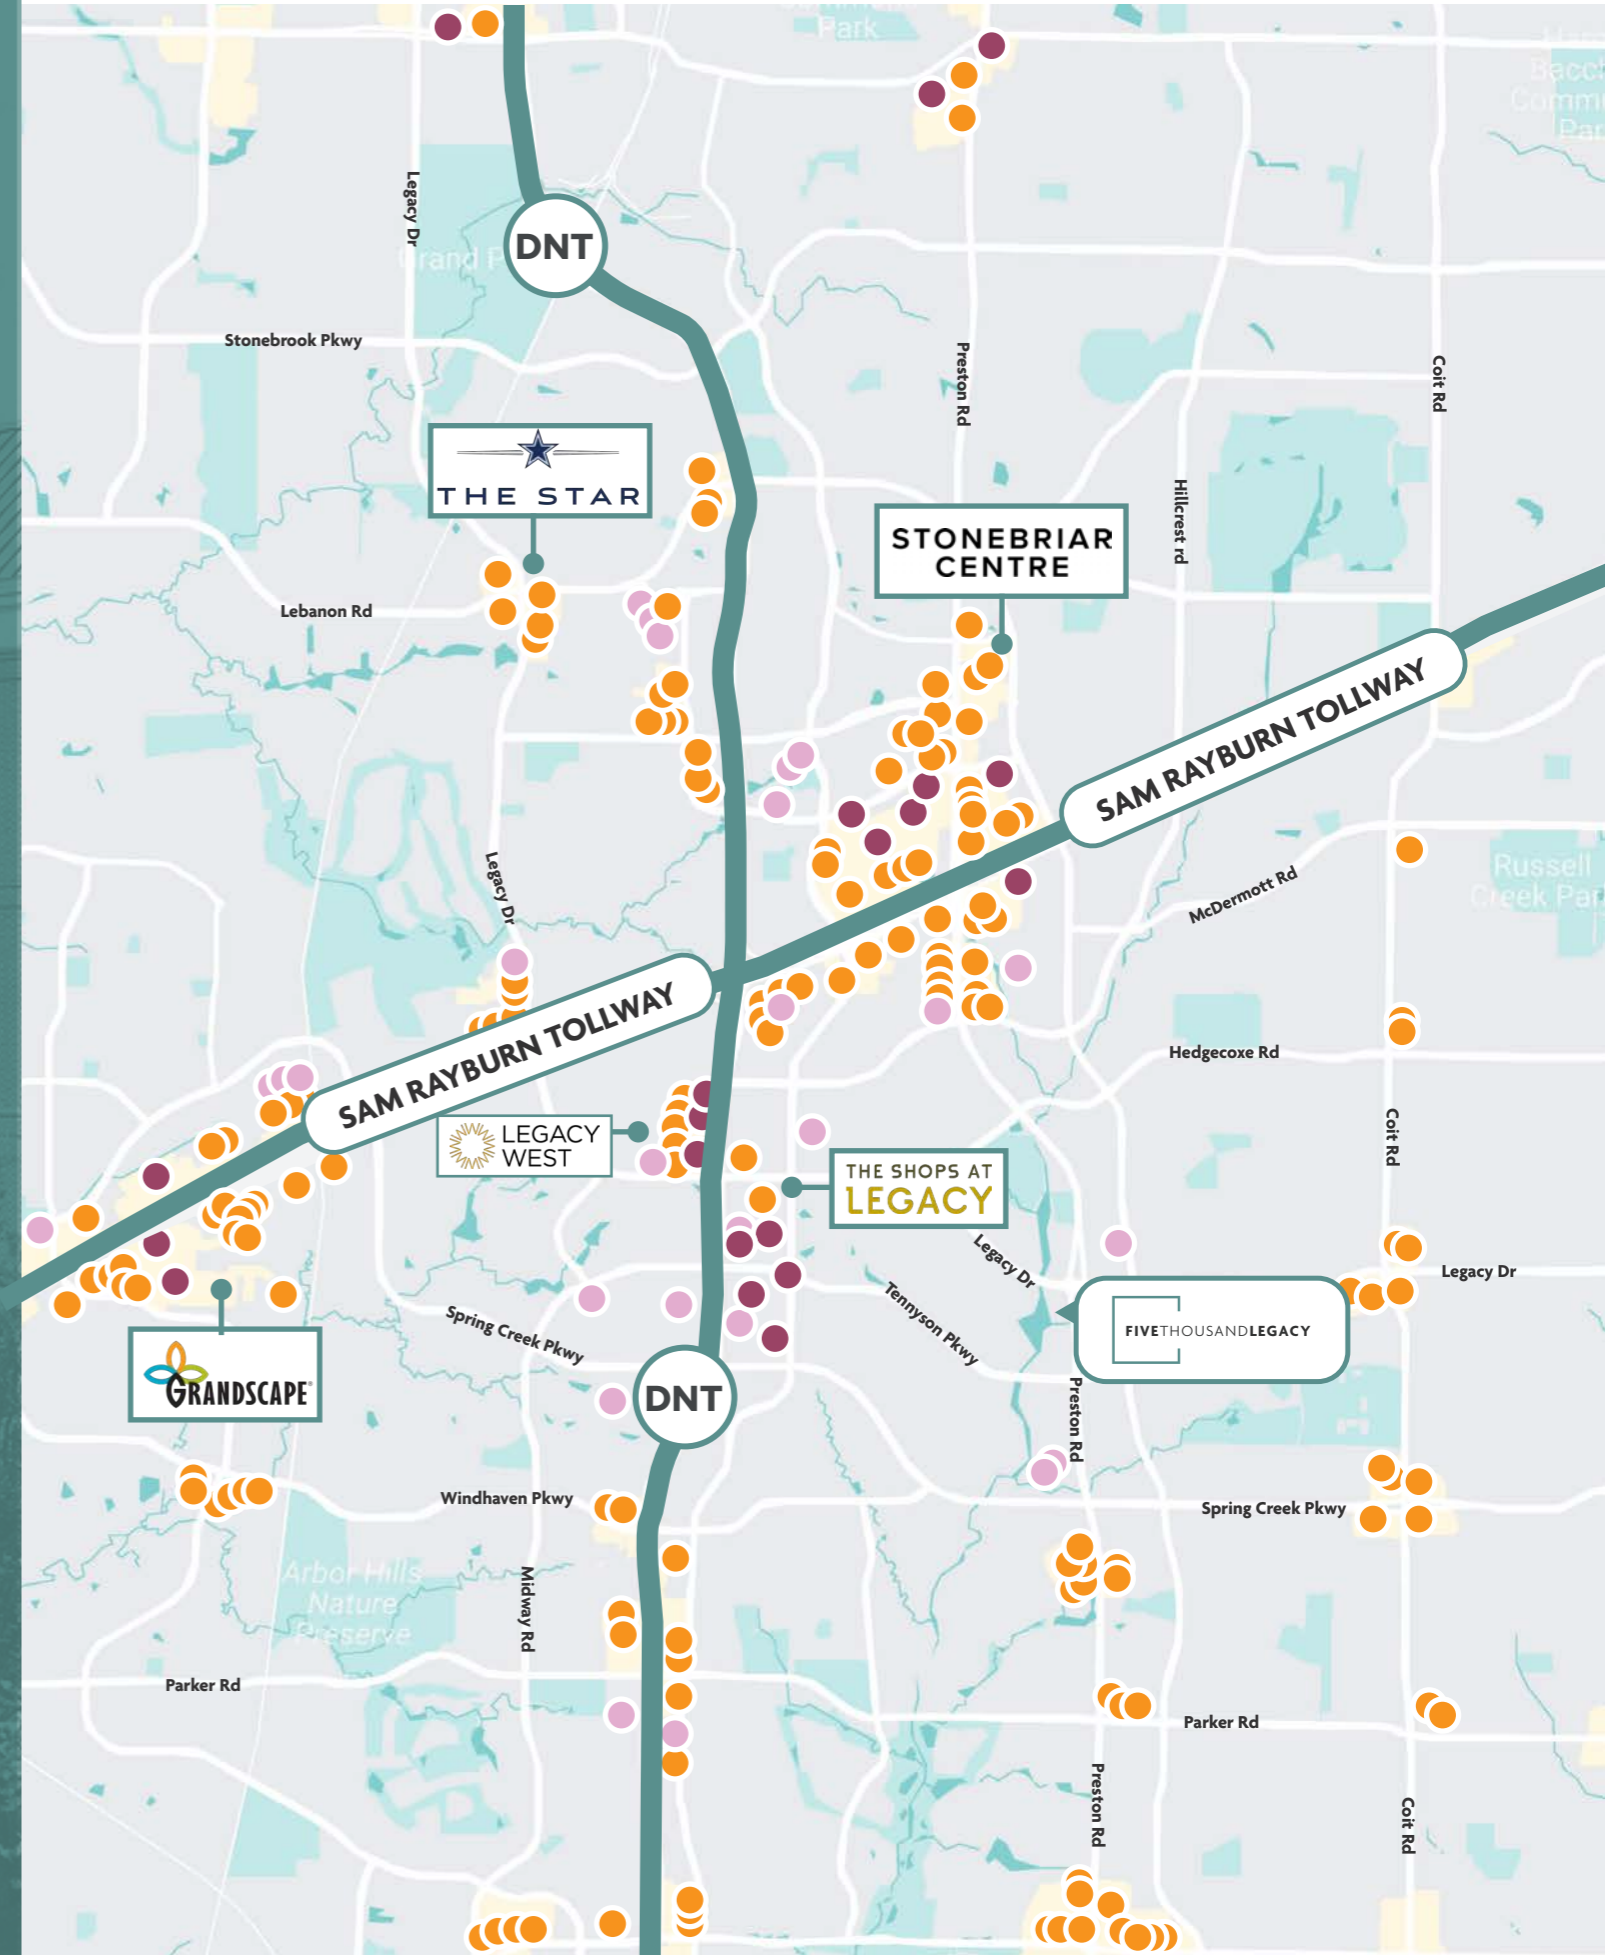 Park
Legacy Dr
DNT
Stonebrook Pkwy
Preston Rd
Coit Rd
THE STAR
Hillcrest rd
STONEBRIAR
CENTRE
Lebanon Rd
SAM RAYBURN TOLLWAY
Legacy Dr
McDermott Rd
Russell
Creek Par
SAM RAYBURN TOLLWAY
Hedgecoxe Rd
LEGACY
WEST
Coit Rd
THE SHOPS AT
LEGACY
Legacy Dr
Legacy Dr
Tennyson Pkwy
Spring Creek Pkwy
FIVETHOUSANDLEGACY
GRANDSCAPE®
DNT
Preston Rd
Windhaven Pkwy
Spring Creek Pkwy
Arbor Hills
Nature
Preserve
Midway Rd
Parker Rd
Parker Rd
Preston Rd
Coit Rd